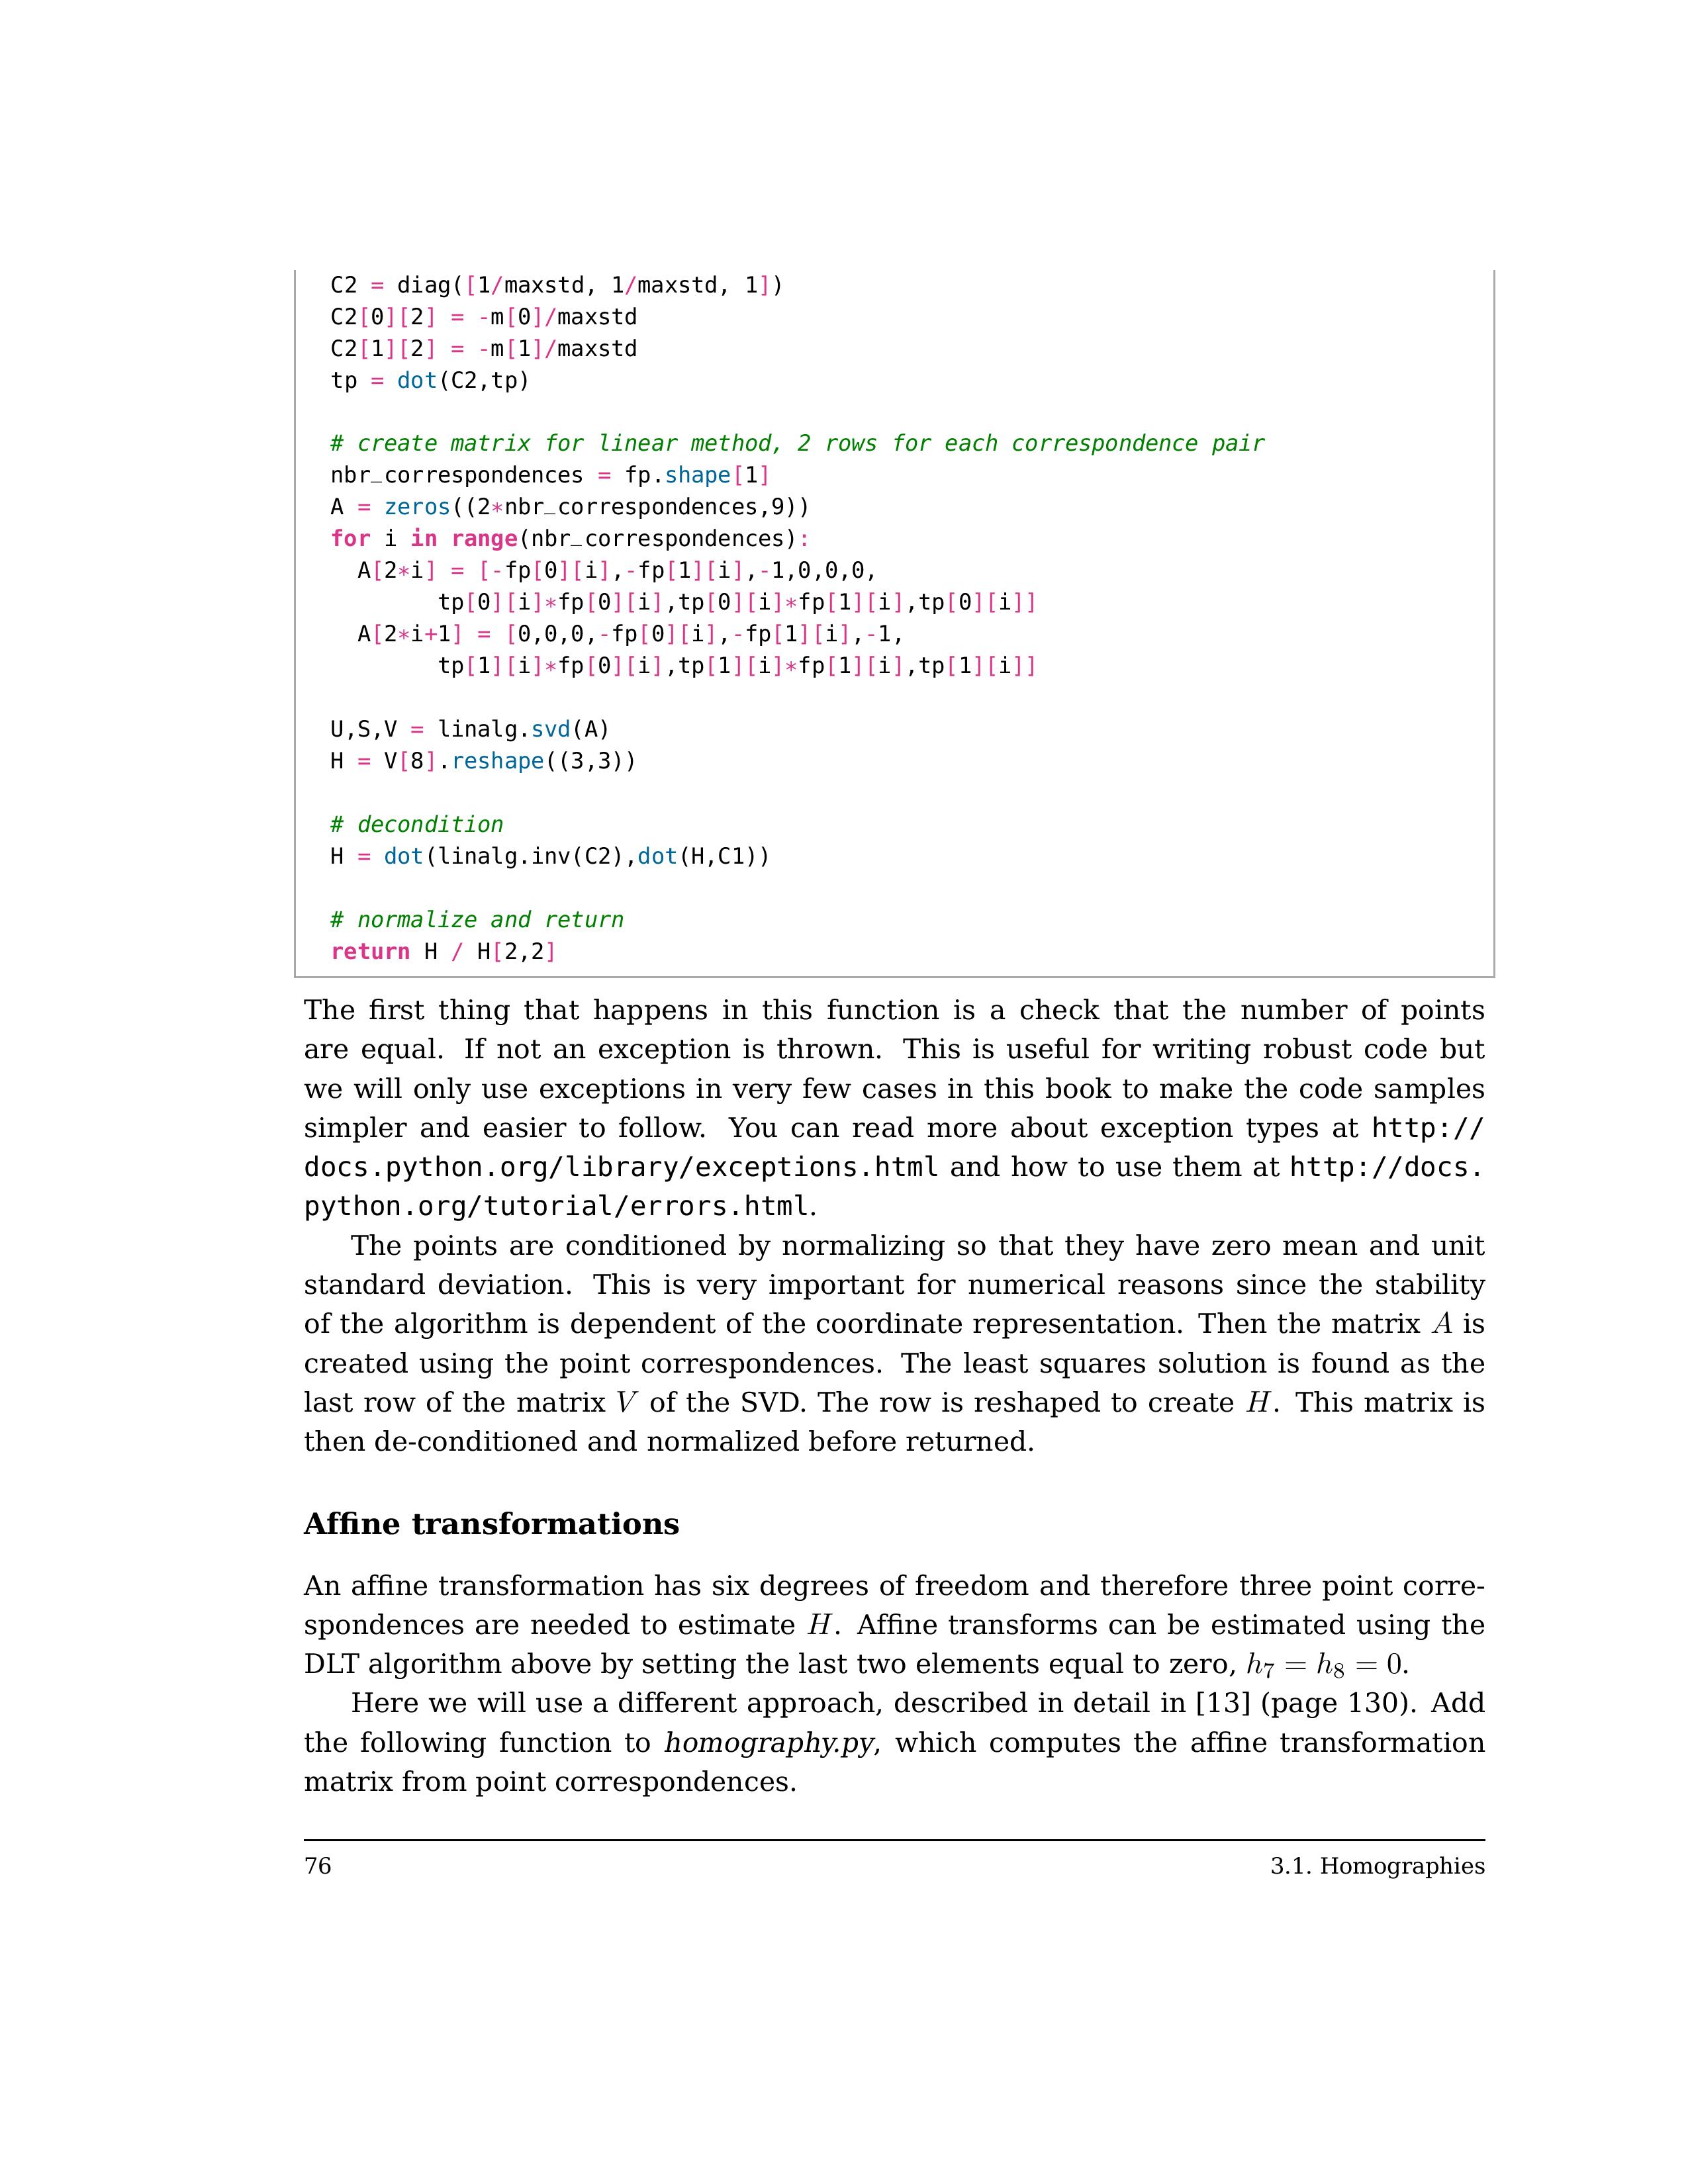 C2 = diag([1/maxstd, 1/maxstd, 1])
C2[0][2] = -m[0]/maxstd
C2[1][2] = -m[1]/maxstd
tp = dot(C2,tp)
# create matrix for linear method, 2 rows for each correspondence pair
nbr_correspondences = fp.shape[1]
A = zeros((2*nbr_correspondences,9))
for i in range(nbr_correspondences):
  A[2*i] = [-fp[0][i],-fp[1][i],-1,0,0,0,
        tp[0][i]*fp[0][i],tp[0][i]*fp[1][i],tp[0][i]]
  A[2*i+1] = [0,0,0,-fp[0][i],-fp[1][i],-1,
        tp[1][i]*fp[0][i],tp[1][i]*fp[1][i],tp[1][i]]
U,S,V = linalg.svd(A)
H = V[8].reshape((3,3))
# decondition
H = dot(linalg.inv(C2),dot(H,C1))
# normalize and return
return H / H[2,2]
The first thing that happens in this function is a check that the number of points
are equal. If not an exception is thrown. This is useful for writing robust code but
we will only use exceptions in very few cases in this book to make the code samples
simpler and easier to follow. You can read more about exception types at http://
docs.python.org/library/exceptions.html and how to use them at http://docs.
python.org/tutorial/errors.html.
The points are conditioned by normalizing so that they have zero mean and unit
standard deviation. This is very important for numerical reasons since the stability
of the algorithm is dependent of the coordinate representation. Then the matrix A is
created using the point correspondences. The least squares solution is found as the
last row of the matrix V of the SVD. The row is reshaped to create H. This matrix is
then de-conditioned and normalized before returned.
Affine transformations
An affine transformation has six degrees of freedom and therefore three point corre-
spondences are needed to estimate H. Affine transforms can be estimated using the
DLT algorithm above by setting the last two elements equal to zero, h₇ = h₈ = 0.
Here we will use a different approach, described in detail in [13] (page 130). Add
the following function to homography.py, which computes the affine transformation
matrix from point correspondences.
76 3.1. Homographies